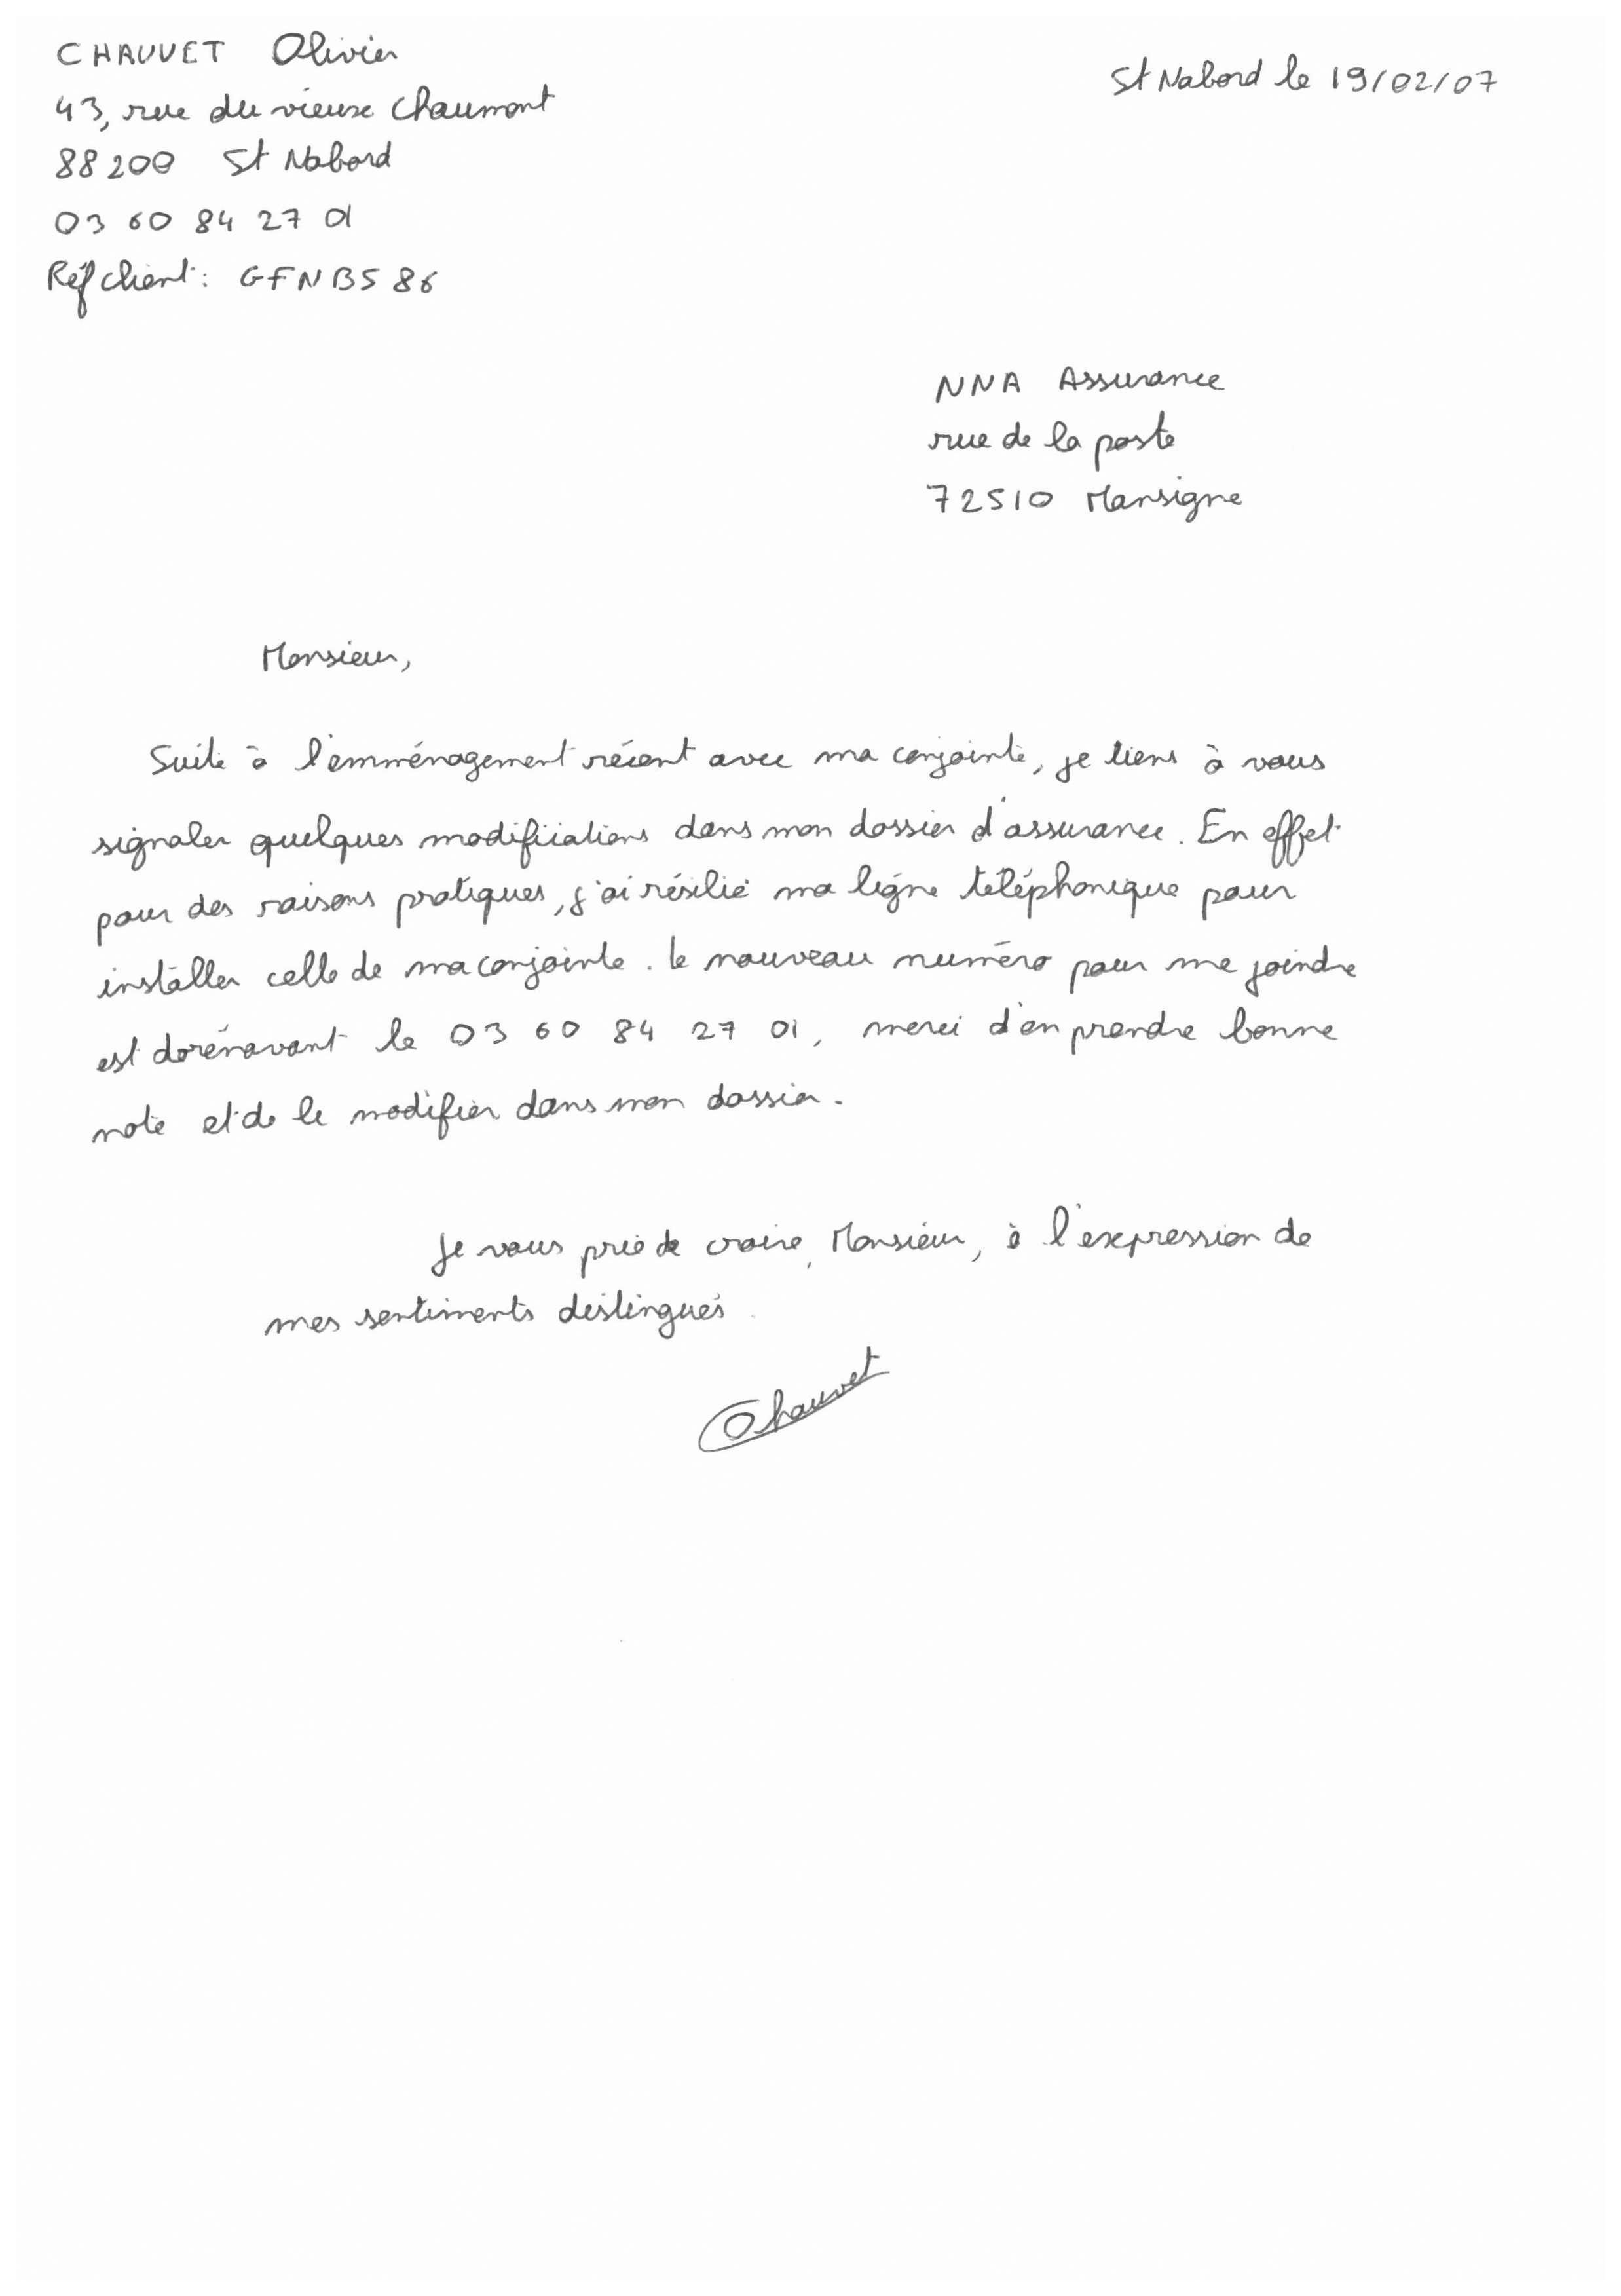 CHAUVET Olivier
43, rue du vieux Chaumont
88200 St Nabord
03 60 84 27 01
Réf client : GFNBS 86
St Nabord le 19/02/07
NNA Assurance
rue de la poste
72510 Mansigne
Monsieur,
Suite à l'emménagement récent avec ma conjointe, je tiens à vous
signaler quelques modifications dans mon dossier d'assurance. En effet
pour des raisons pratiques, j'ai résilié ma ligne téléphonique pour
installer celle de ma conjointe. Le nouveau numéro pour me joindre
est dorénavant le 03 60 84 27 01, merci d'en prendre bonne
note et de le modifier dans mon dossier.
Je vous prie de croire, Monsieur, à l'expression de
mes sentiments distingués.
Chauvet